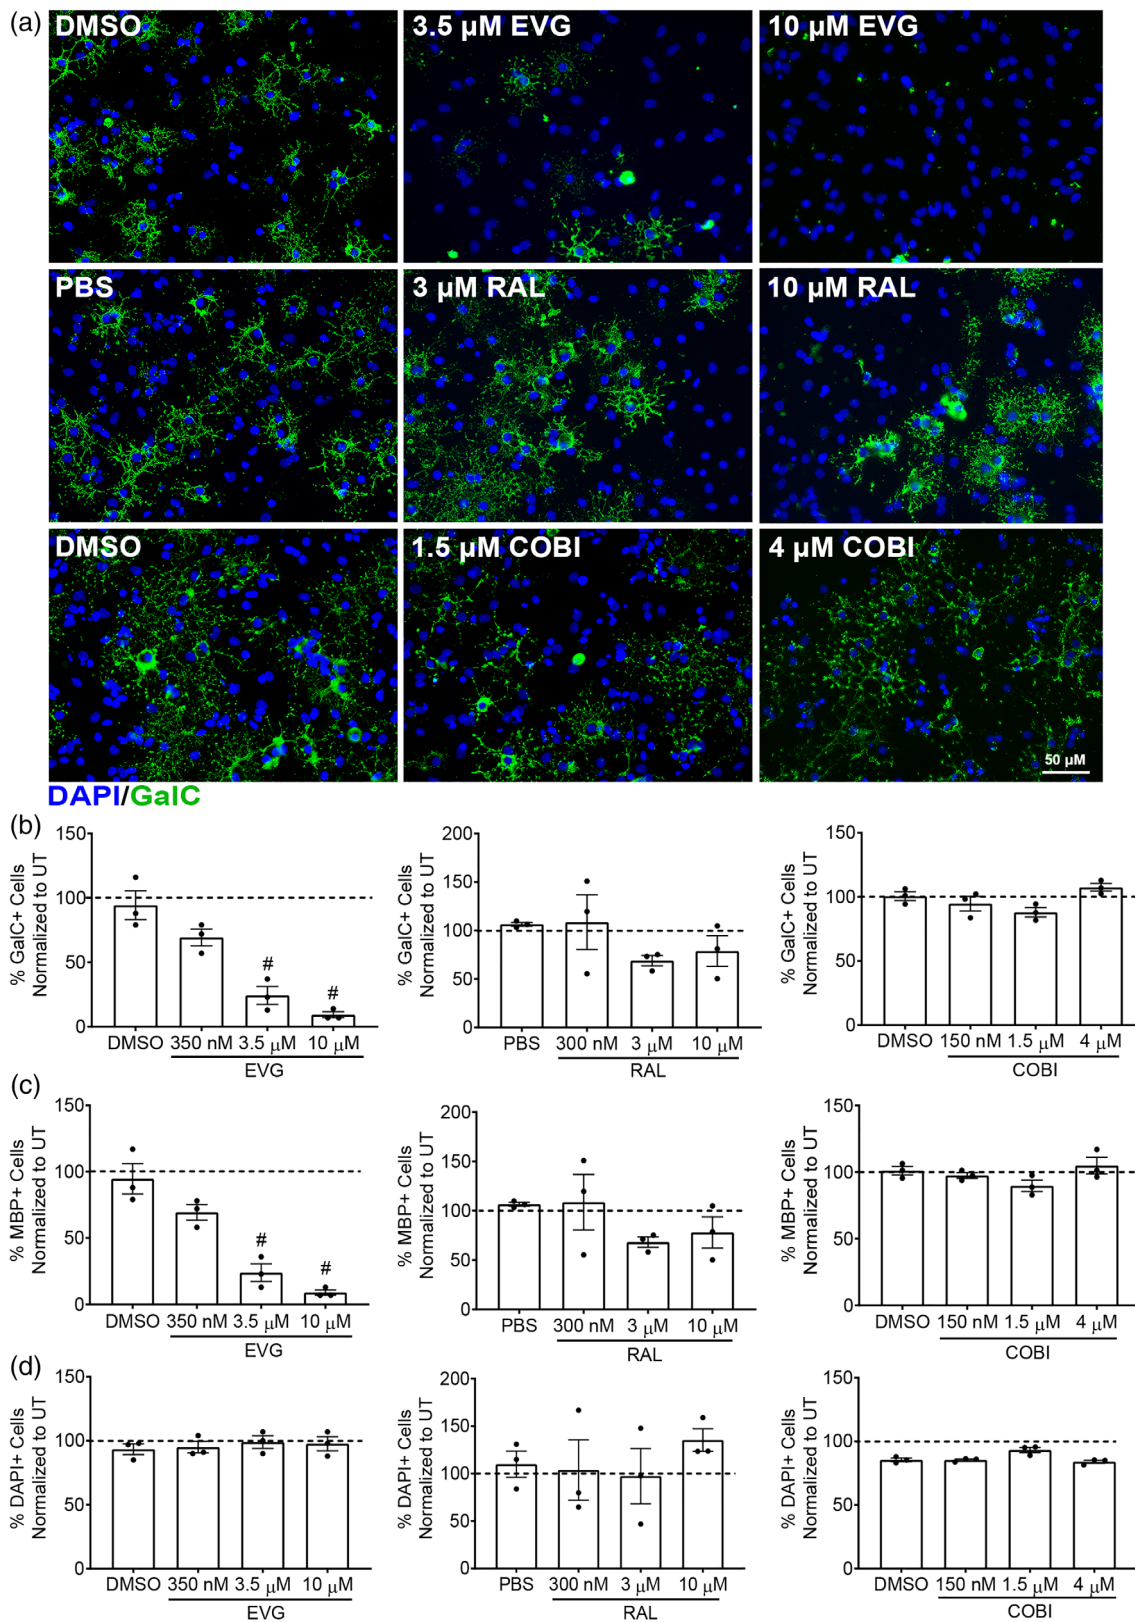 (a)
DMSO
3.5 µM EVG
10 µM EVG
PBS
3 µM RAL
10 µM RAL
DMSO
1.5 µM COBI
4 µM COBI
50 µM
DAPI/GalC
(b)
% GalC+ Cells
Normalized to UT
150
100
50
0
#
#
DMSO 350 nM 3.5 µM 10 µM
EVG
% GalC+ Cells
Normalized to UT
200
150
100
50
0
PBS 300 nM 3 µM 10 µM
RAL
% GalC+ Cells
Normalized to UT
150
100
50
0
DMSO 150 nM 1.5 µM 4 µM
COBI
(c)
% MBP+ Cells
Normalized to UT
150
100
50
0
#
#
DMSO 350 nM 3.5 µM 10 µM
EVG
% MBP+ Cells
Normalized to UT
200
150
100
50
0
PBS 300 nM 3 µM 10 µM
RAL
% MBP+ Cells
Normalized to UT
150
100
50
0
DMSO 150 nM 1.5 µM 4 µM
COBI
(d)
% DAPI+ Cells
Normalized to UT
150
100
50
0
DMSO 350 nM 3.5 µM 10 µM
EVG
% DAPI+ Cells
Normalized to UT
200
150
100
50
0
PBS 300 nM 3 µM 10 µM
RAL
% DAPI+ Cells
Normalized to UT
150
100
50
0
DMSO 150 nM 1.5 µM 4 µM
COBI